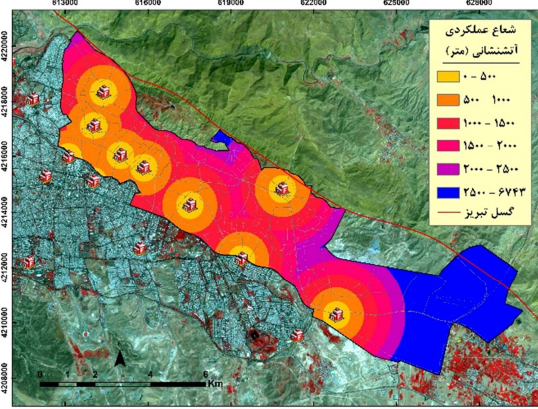 613000 616000 619000 622000 625000 628000
4220000
4218000
4216000
4214000
4212000
4210000
4208000
شعاع عملکردی
آتشنشانی (متر)
۰ - ۵۰۰
۵۰۰ - ۱۰۰۰
۱۰۰۰ - ۱۵۰۰
۱۵۰۰ - ۲۰۰۰
۲۰۰۰ - ۲۵۰۰
۲۵۰۰ - ۶۷۴۳
گسل تبریز
0 2 4 6
Km